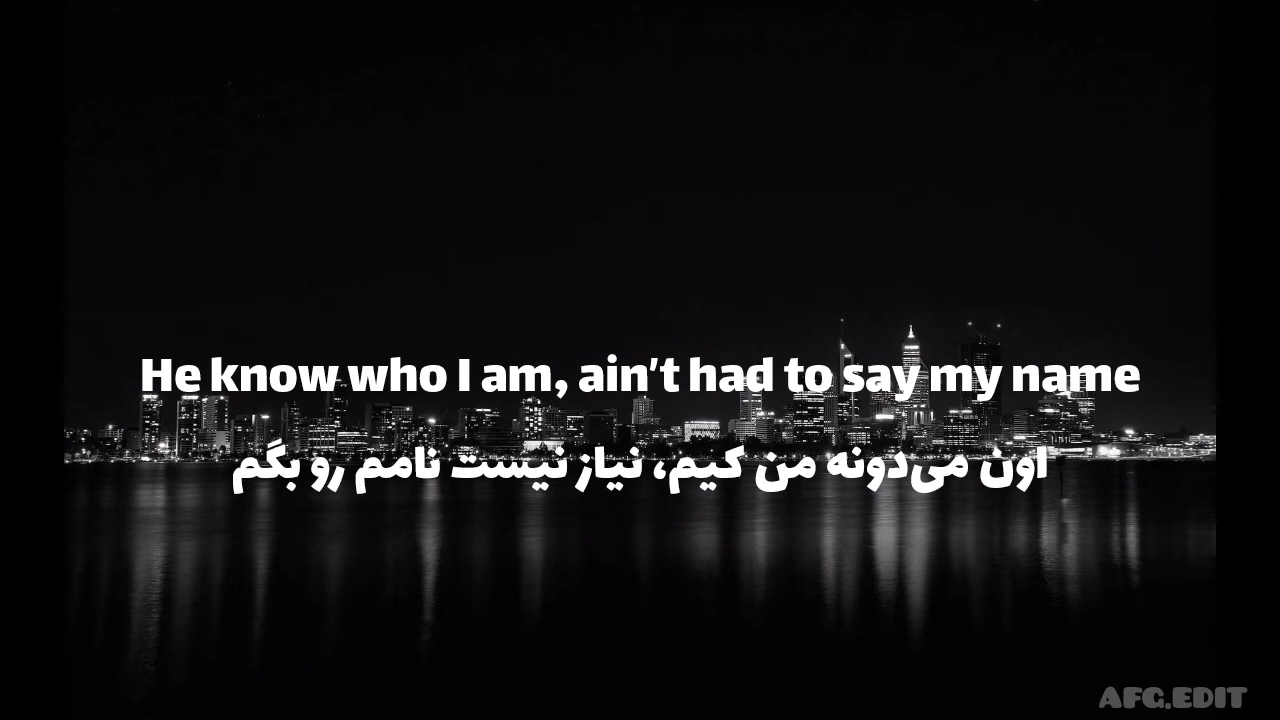 He know who I am, ain't had to say my name
اون می‌دونه من کیم، نیاز نیست نامم رو بگم
AFG.EDIT